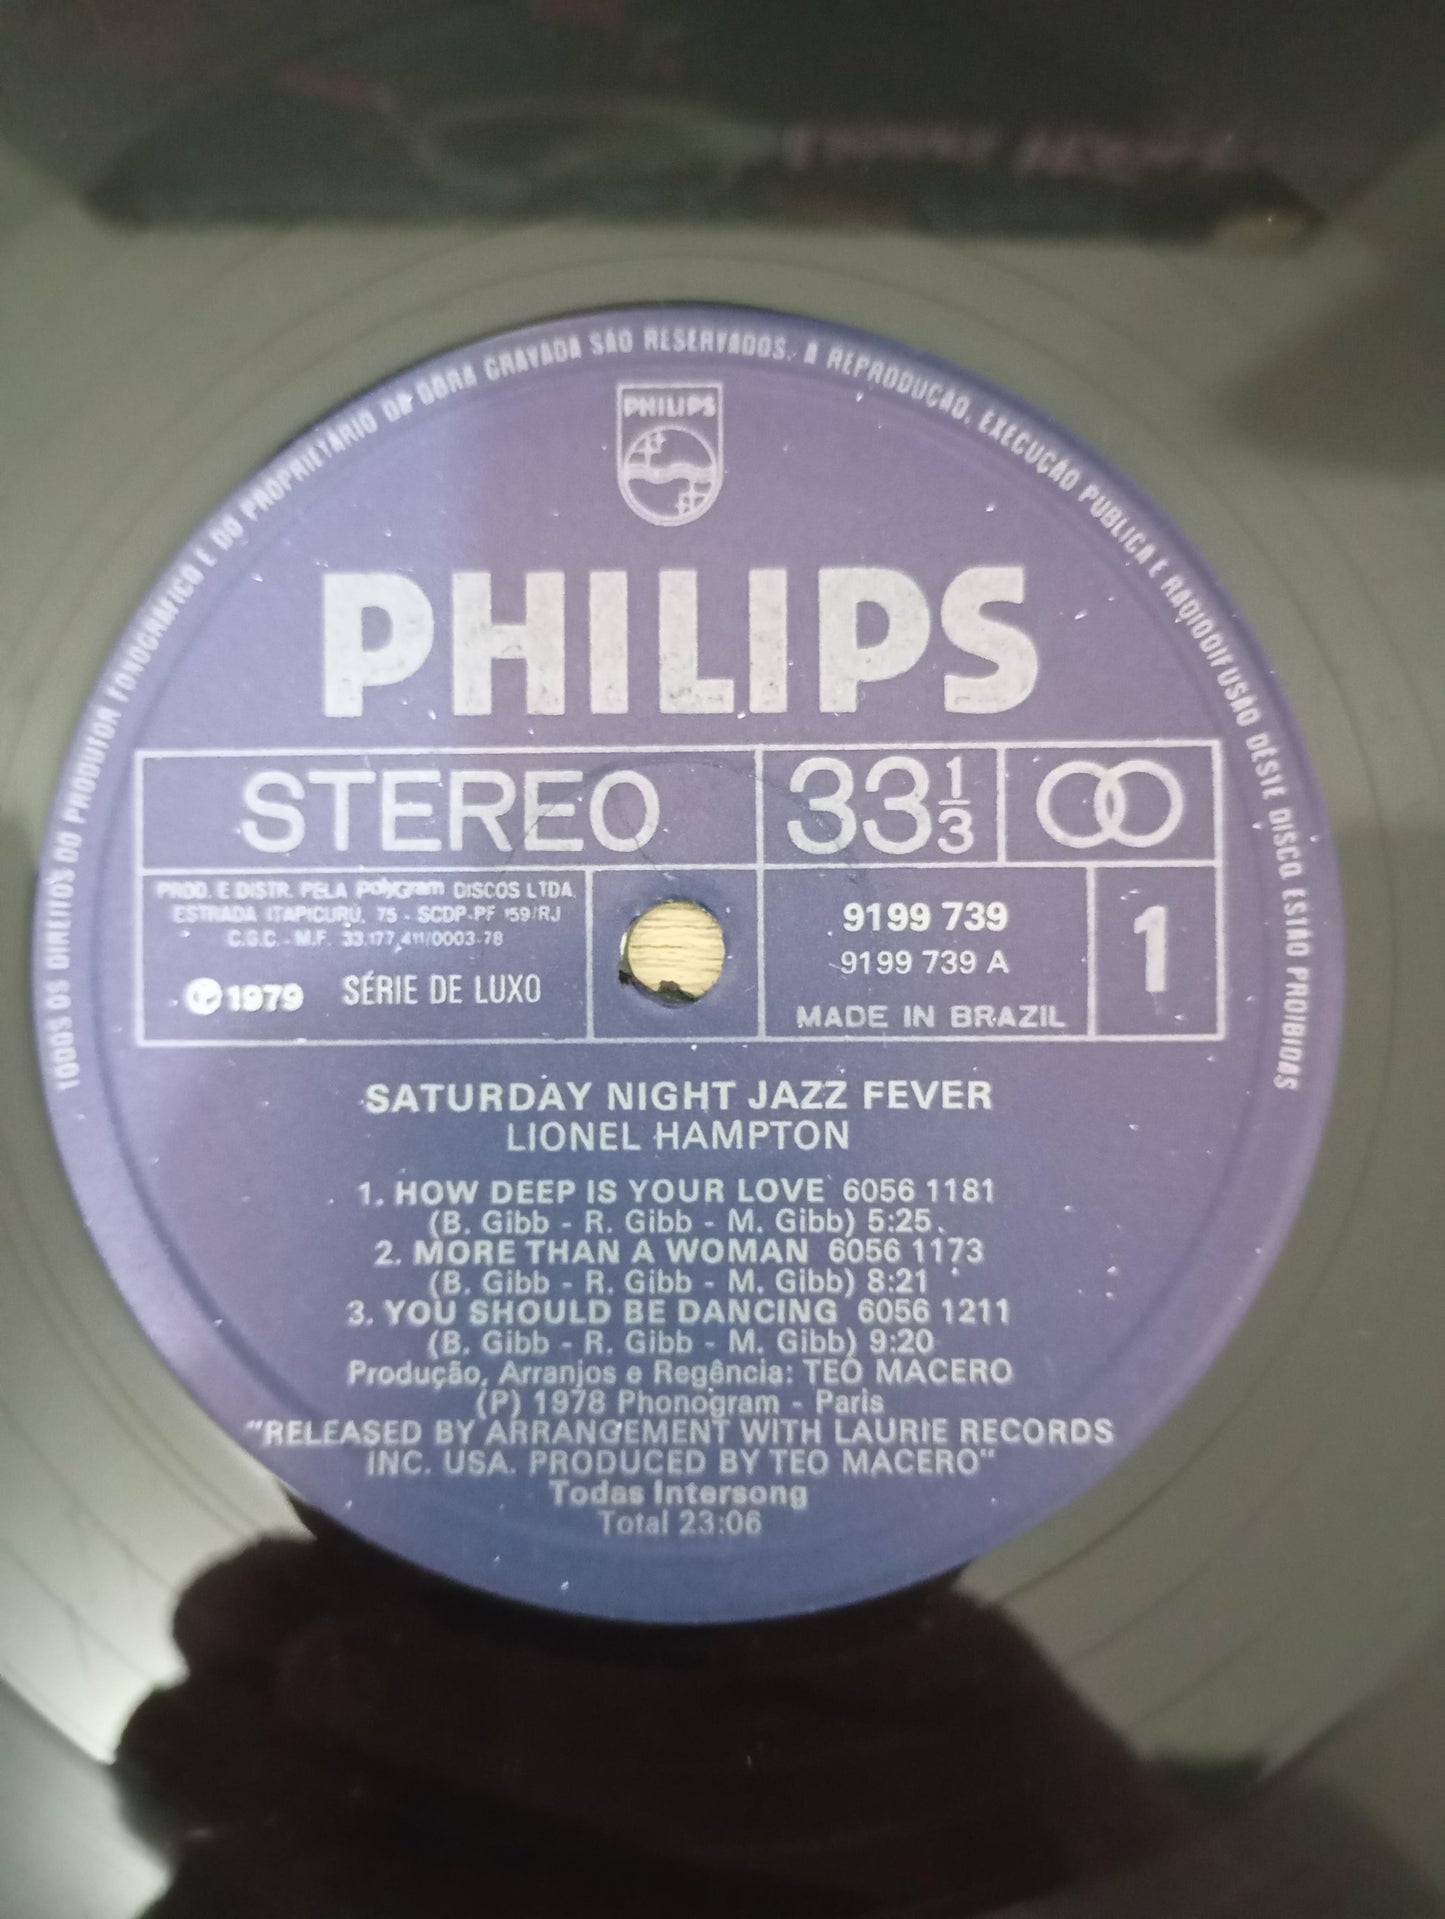 TODOS OS DIREITOS DO PRODUTOR FONOGRÁFICO E DO PROPRIETÁRIO DA OBRA GRAVADA SÃO RESERVADOS. A REPRODUÇÃO, EXECUÇÃO PUBLICA E RADIODIFUSÃO DÊSTE DISCO ESTÃO PROIBIDAS
PHILIPS
PHILIPS
STEREO
33 1/3
PROD. E DISTR. PELA PolyGram DISCOS LTDA.
ESTRADA ITAPICURU, 75 - SCDP-PF 159/RJ
C.G.C. - M.F. 33.177.411/0003-78
℗ 1979 SÉRIE DE LUXO
9199 739
9199 739 A
MADE IN BRAZIL
1
SATURDAY NIGHT JAZZ FEVER
LIONEL HAMPTON
1. HOW DEEP IS YOUR LOVE 6056 1181
(B. Gibb - R. Gibb - M. Gibb) 5:25
2. MORE THAN A WOMAN 6056 1173
(B. Gibb - R. Gibb - M. Gibb) 8:21
3. YOU SHOULD BE DANCING 6056 1211
(B. Gibb - R. Gibb - M. Gibb) 9:20
Produção, Arranjos e Regência: TEO MACERO
(P) 1978 Phonogram - Paris
"RELEASED BY ARRANGEMENT WITH LAURIE RECORDS
INC. USA. PRODUCED BY TEO MACERO"
Todas Intersong
Total 23:06